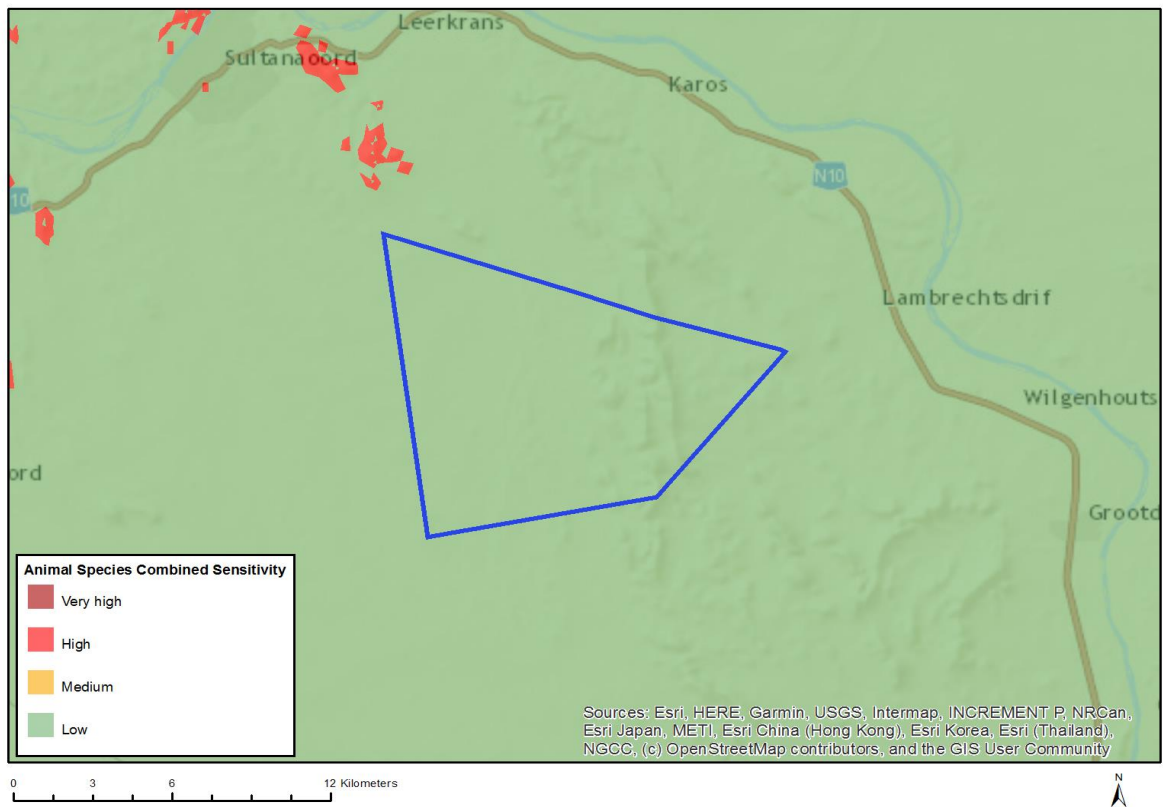 Leerkrans
Sultanaoord
Karos
N10
10
Lambrechtsdrif
Wilgenhouts
ord
Grootd
Animal Species Combined Sensitivity
Very high
High
Medium
Low
Sources: Esri, HERE, Garmin, USGS, Intermap, INCREMENT P, NRCan,
Esri Japan, METI, Esri China (Hong Kong), Esri Korea, Esri (Thailand),
NGCC, (c) OpenStreetMap contributors, and the GIS User Community
0 3 6 12 Kilometers
N